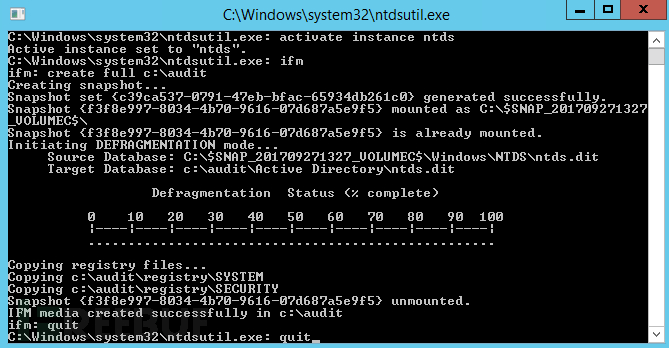 C:\Windows\system32\ntdsutil.exe
C:\Windows\system32\ntdsutil.exe: activate instance ntds
Active instance set to "ntds".
C:\Windows\system32\ntdsutil.exe: ifm
ifm: create full c:\audit
Creating snapshot...
Snapshot set {c39ca537-0791-47eb-bfac-65934db261c0} generated successfully.
Snapshot {f3f8e997-8034-4b70-9616-07d687a5e9f5} mounted as C:\$SNAP_201709271327
_VOLUMEC$\
Snapshot {f3f8e997-8034-4b70-9616-07d687a5e9f5} is already mounted.
Initiating DEFRAGMENTATION mode...
     Source Database: C:\$SNAP_201709271327_VOLUMEC$\Windows\NTDS\ntds.dit
     Target Database: c:\audit\Active Directory\ntds.dit
                  Defragmentation  Status (% complete)
          0    10   20   30   40   50   60   70   80   90  100
          |----|----|----|----|----|----|----|----|----|----|
          ...................................................
Copying registry files...
Copying c:\audit\registry\SYSTEM
Copying c:\audit\registry\SECURITY
Snapshot {f3f8e997-8034-4b70-9616-07d687a5e9f5} unmounted.
IFM media created successfully in c:\audit
ifm: quit
C:\Windows\system32\ntdsutil.exe: quit_